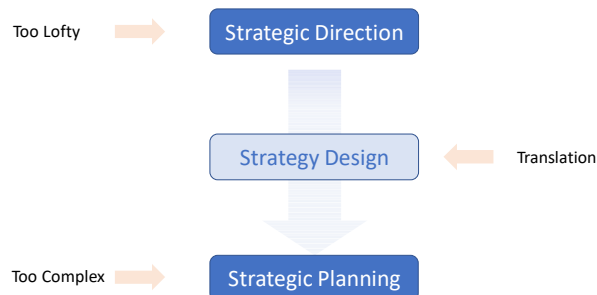 Too Lofty
Strategic Direction
Strategy Design
Translation
Too Complex
Strategic Planning